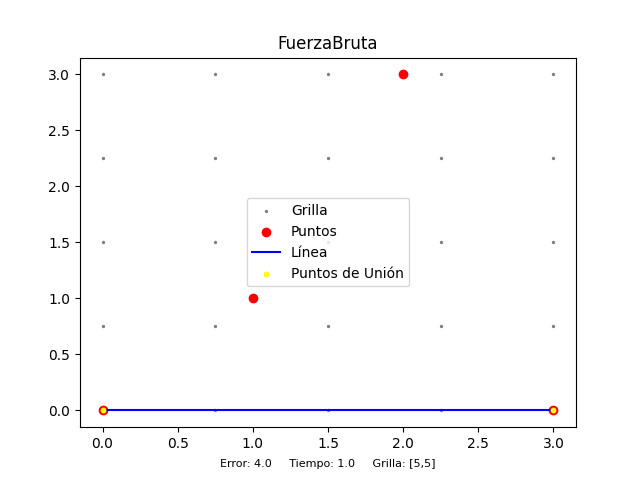 FuerzaBruta
3.0
2.5
2.0
1.5
1.0
0.5
0.0
Grilla
Puntos
Línea
Puntos de Unión
0.0 0.5 1.0 1.5 2.0 2.5 3.0
Error: 4.0 Tiempo: 1.0 Grilla: [5,5]